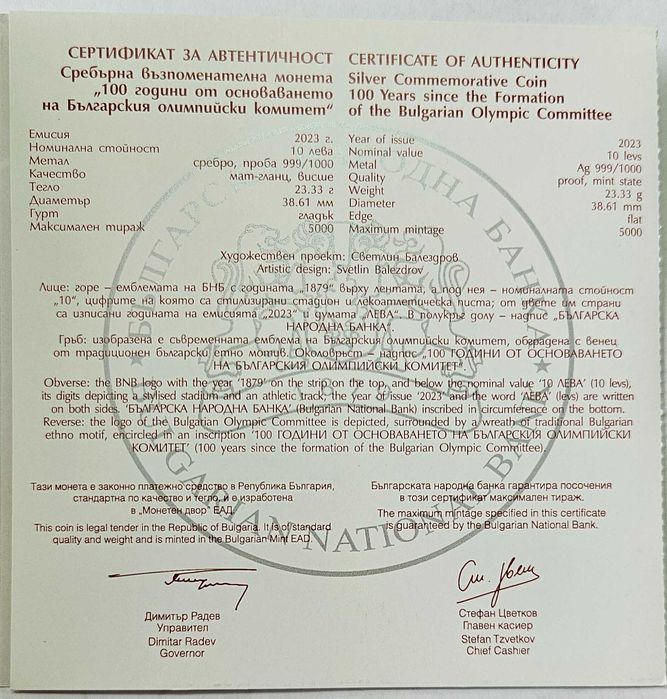 СЕРТИФИКАТ ЗА АВТЕНТИЧНОСТ
Сребърна възпоменателна монета
„100 години от основаването
на Българския олимпийски комитет“
CERTIFICATE OF AUTHENTICITY
Silver Commemorative Coin
100 Years since the Formation
of the Bulgarian Olympic Committee
Емисия 2023 г.
Номинална стойност 10 лева
Метал сребро, проба 999/1000
Качество мат-гланц, висше
Тегло 23.33 г
Диаметър 38.61 мм
Гурт гладък
Максимален тираж 5000
Year of issue 2023
Nominal value 10 levs
Metal Ag 999/1000
Quality proof, mint state
Weight 23.33 g
Diameter 38.61 mm
Edge flat
Maximum mintage 5000
Художествен проект: Светлин Балездров
Artistic design: Svetlin Balezdrov
Лице: горе – емблемата на БНБ с годината „1879“ върху лентата, а под нея – номиналната стойност
„10“, цифрите на която са стилизиран стадион и лекоатлетическа писта; от двете им страни
са изписани годината на емисията „2023“ и думата „ЛЕВА“. В полукръг долу – надпис „БЪЛГАРСКА
НАРОДНА БАНКА“.
Гръб: изобразена е съвременната емблема на Българския олимпийски комитет, обградена с венец
от традиционен български етно мотив. Околовръст – надпис „100 ГОДИНИ ОТ ОСНОВАВАНЕТО
НА БЪЛГАРСКИЯ ОЛИМПИЙСКИ КОМИТЕТ“.
Obverse: the BNB logo with the year '1879' on the strip on the top, and below the nominal value '10 ЛЕВА' (10 levs),
its digits depicting a stylised stadium and an athletic track; the year of issue '2023' and the word 'ЛЕВА' (levs) are written
on both sides. 'БЪЛГАРСКА НАРОДНА БАНКА' (Bulgarian National Bank) inscribed in circumference on the bottom.
Reverse: the logo of the Bulgarian Olympic Committee is depicted, surrounded by a wreath of traditional Bulgarian
ethno motif, encircled in an inscription '100 ГОДИНИ ОТ ОСНОВАВАНЕТО НА БЪЛГАРСКИЯ ОЛИМПИЙСКИ
КОМИТЕТ' (100 years since the formation of the Bulgarian Olympic Committee).
Тази монета е законно платежно средство в Република България,
стандартна по качество и тегло и е изработена
в „Монетен двор“ ЕАД.
This coin is legal tender in the Republic of Bulgaria. It is of standard
quality and weight and is minted in the Bulgarian Mint EAD.
Българската народна банка гарантира посочения
в този сертификат максимален тираж.
The maximum mintage specified in this certificate
is guaranteed by the Bulgarian National Bank.
Димитър Радев
Управител
Dimitar Radev
Governor
Стефан Цветков
Главен касиер
Stefan Tzvetkov
Chief Cashier
БЪЛГАРСКА НАРОДНА БАНКА
BULGARIAN NATIONAL BANK